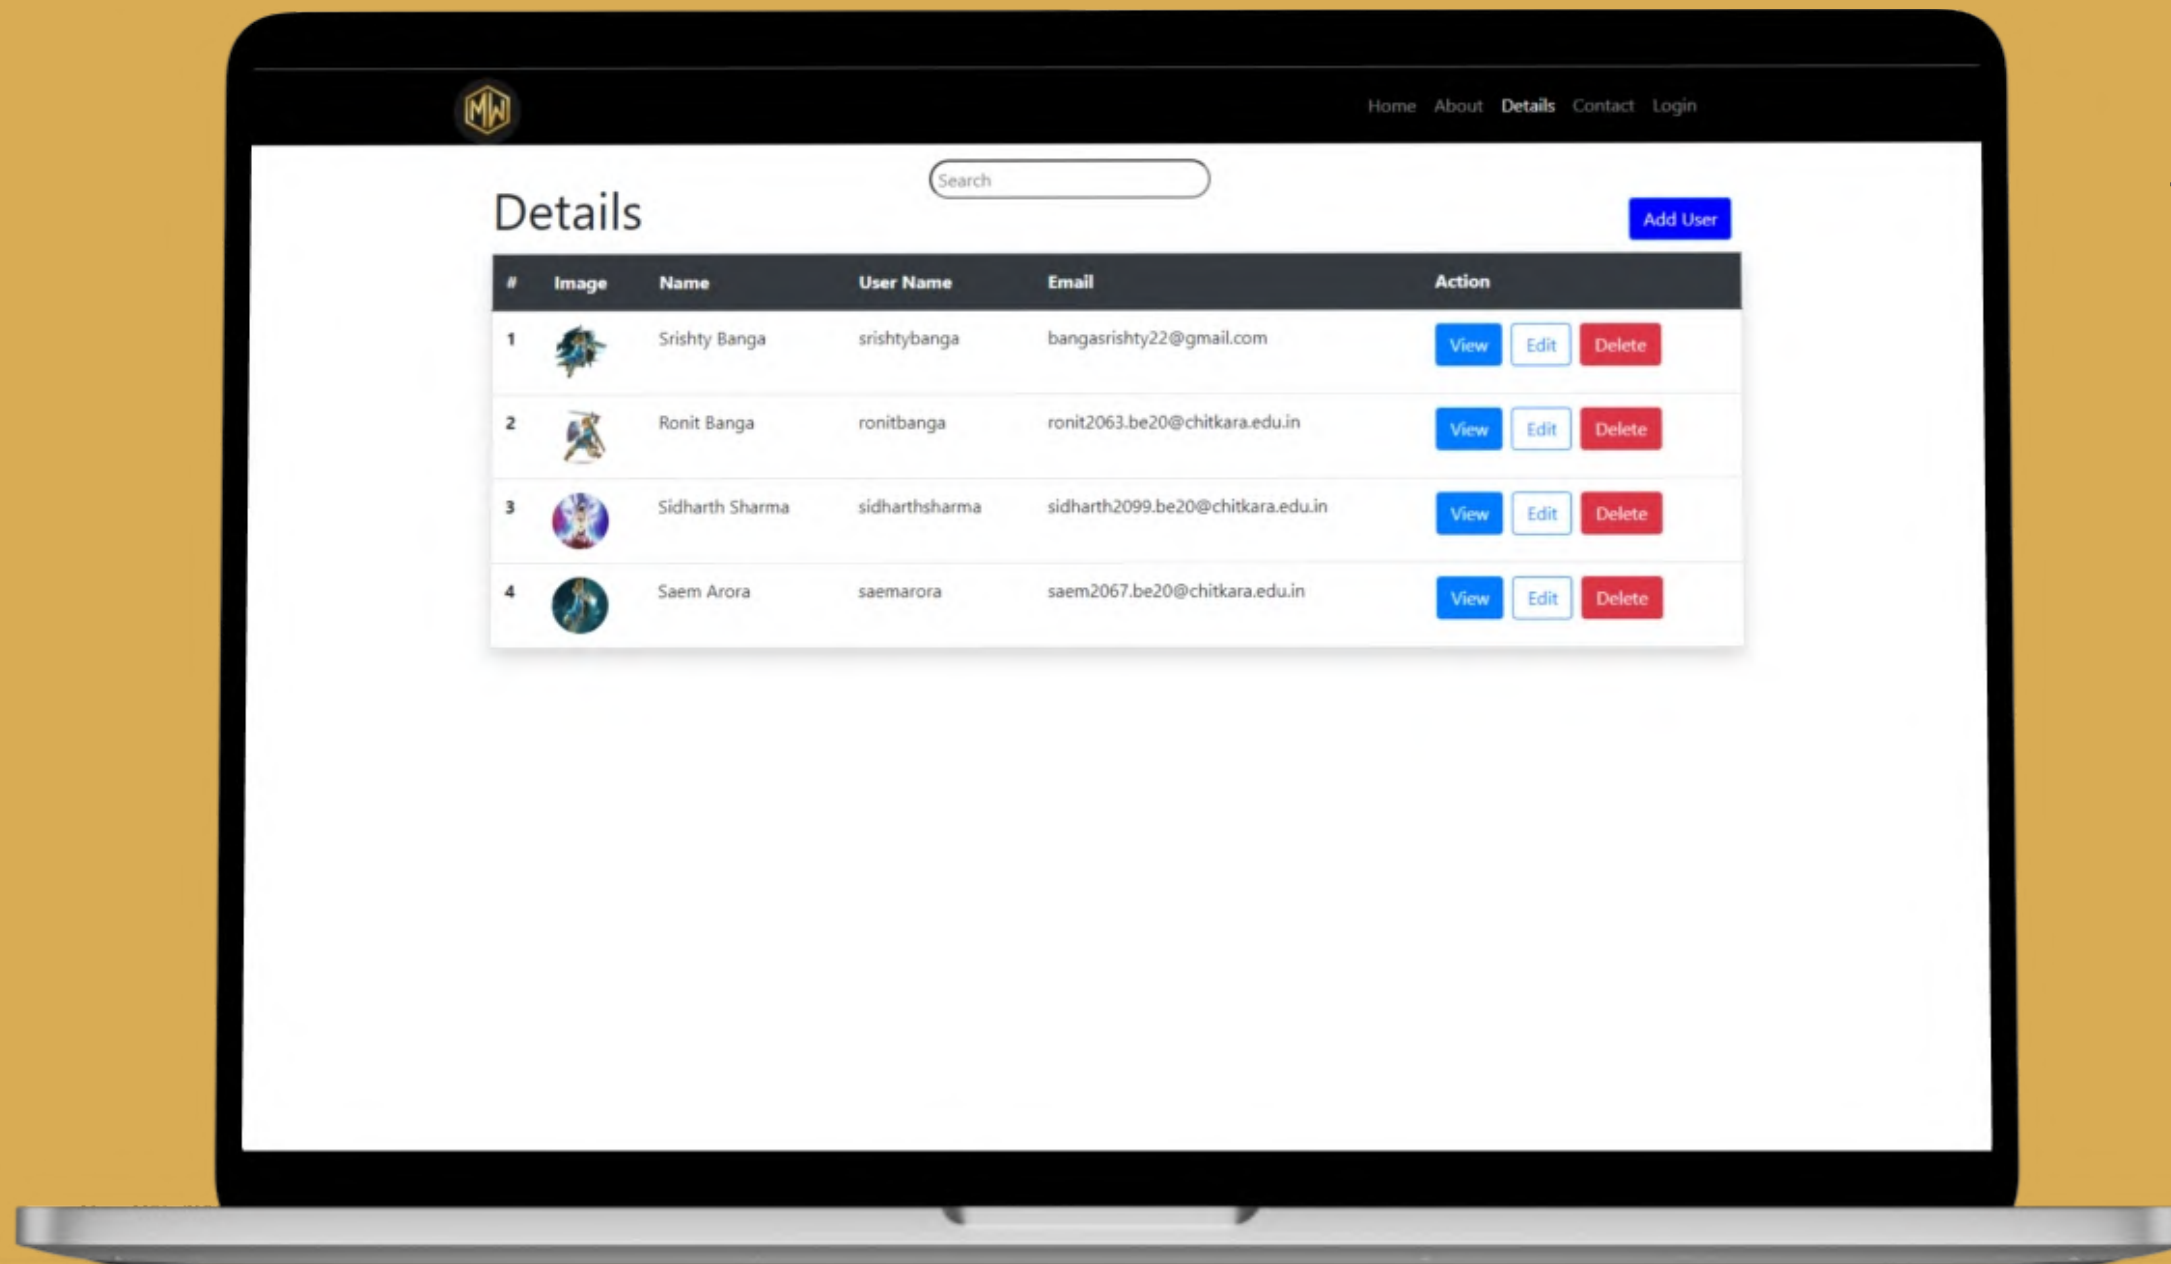 MW
Home About Details Contact Login
Search
Details
Add User
# Image Name User Name Email Action
1 Srishty Banga srishtybanga bangasrishty22@gmail.com View Edit Delete
2 Ronit Banga ronitbanga ronit2063.be20@chitkara.edu.in View Edit Delete
3 Sidharth Sharma sidharthsharma sidharth2099.be20@chitkara.edu.in View Edit Delete
4 Saem Arora saemarora saem2067.be20@chitkara.edu.in View Edit Delete